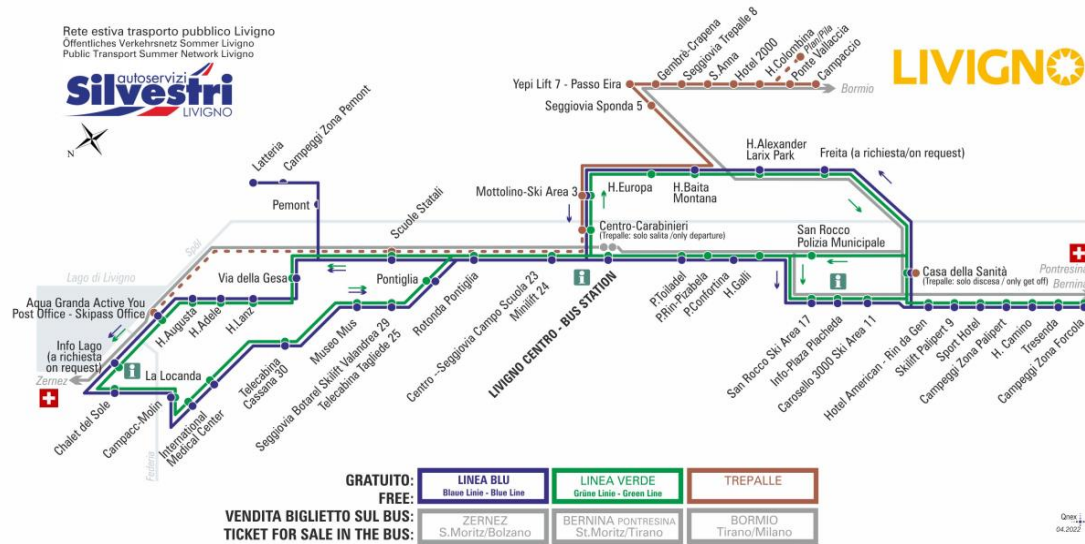 Rete estiva trasporto pubblico Livigno
Öffentliches Verkehrsnetz Sommer Livigno
Public Transport Summer Network Livigno
autoservizi
Silvestri
LIVIGNO
N
LIVIGNO
Gembrè-Crapena
Seggiovia Trepalle 8
S.Anna
Hotel 2000
H.Colombina
Plan/Pila
Ponte Vallaccia
Campaccio
Yepi Lift 7 - Passo Eira
Bormio
Seggiovia Sponda 5
Latteria
Campeggi Zona Pemont
Pemont
Scuole Statali
Mottolino-Ski Area 3
H.Europa
H.Baita
Montana
H.Alexander
Larix Park
Freita (a richiesta/on request)
Centro-Carabinieri
(Trepalle: solo salita /only departure)
San Rocco
Polizia Municipale
Spöl
Lago di Livigno
Via della Gesa
Pontiglia
Casa della Sanità
(Trepalle: solo discesa / only get off)
Pontresina
Bernina
Aqua Granda Active You
Post Office - Skipass Office
H.Augusta
H.Adele
H.Lanz
Info Lago
(a richiesta
on request)
Zernez
i
i
i
La Locanda
Chalet del Sole
Campacc-Molin
Federia
International
Medical Center
Telecabina
Cassana 30
Museo Mus
Seggiovia Botarel Skilift Valandrea 29
Telecabina Tagliede 25
Rotonda Pontiglia
Centro --Seggiovia Campo Scuola 23
Minilift 24
LIVIGNO CENTRO - BUS STATION
P.Toiladel
P.Rin-Pizabela
P.Confortina
H.Galli
San Rocco Ski Area 17
Info-Plaza Placheda
Carosello 3000 Ski Area 11
Hotel American - Rin da Gen
Skilift Palipert 9
Sport Hotel
Campeggi Zona Palipert
H. Camino
Tresenda
Campeggi Zona Forcola
GRATUITO:
FREE:
LINEA BLU
Blaue Linie - Blue Line
LINEA VERDE
Grüne Linie - Green Line
TREPALLE
VENDITA BIGLIETTO SUL BUS:
TICKET FOR SALE IN THE BUS:
ZERNEZ
S.Moritz/Bolzano
BERNINA PONTRESINA
St.Moritz/Tirano
BORMIO
Tirano/Milano
Qnex
04.2022